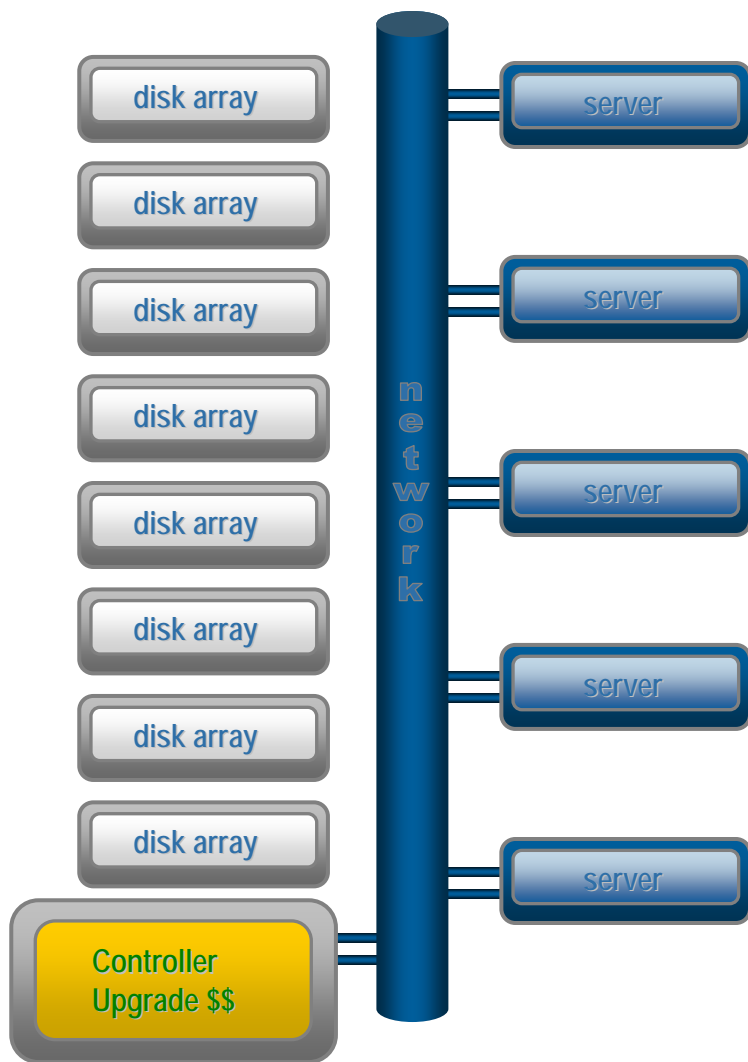 disk array
disk array
disk array
disk array
disk array
disk array
disk array
disk array
Controller
Upgrade $$
network
server
server
server
server
server